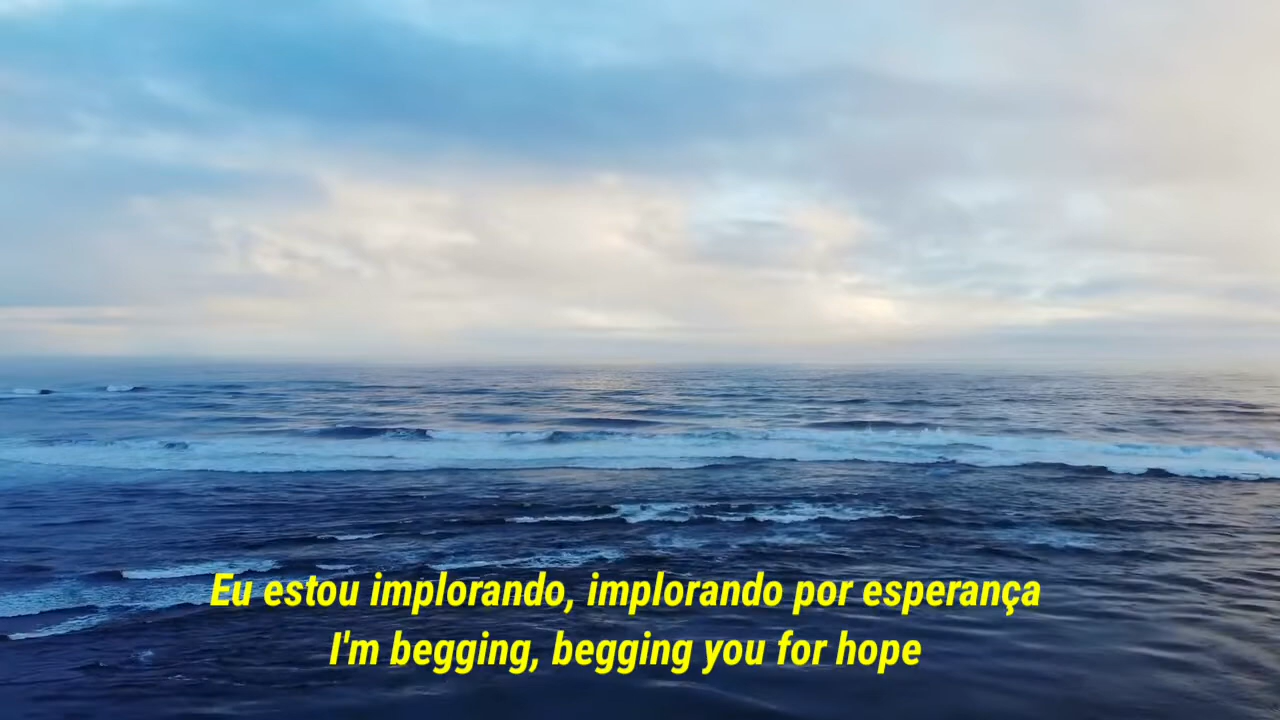 Eu estou implorando, implorando por esperança
I'm begging, begging you for hope